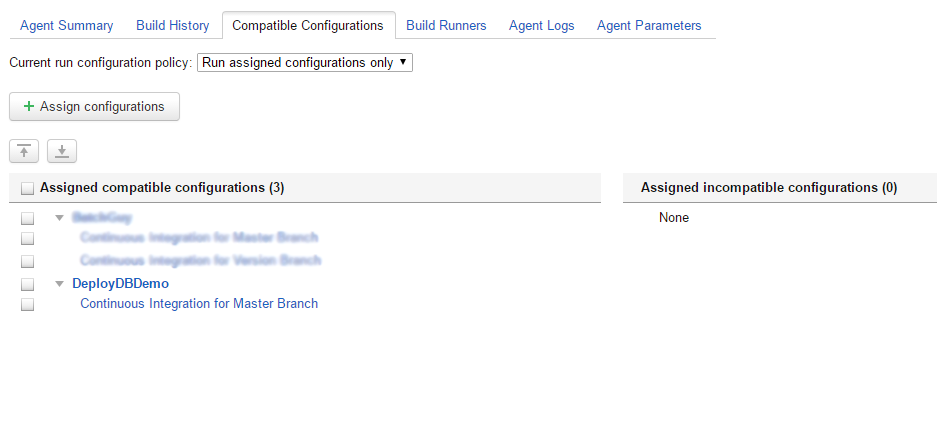 Agent Summary Build History Compatible Configurations Build Runners Agent Logs Agent Parameters
Current run configuration policy: Run assigned configurations only
+ Assign configurations
Assigned compatible configurations (3) Assigned incompatible configurations (0)
None
Continuous Integration for Master Branch
Continuous Integration for Version Branch
DeployDBDemo
Continuous Integration for Master Branch